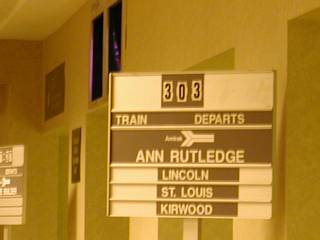 303
TRAIN DEPARTS
Amtrak
ANN RUTLEDGE
LINCOLN
ST. LOUIS
KIRWOOD